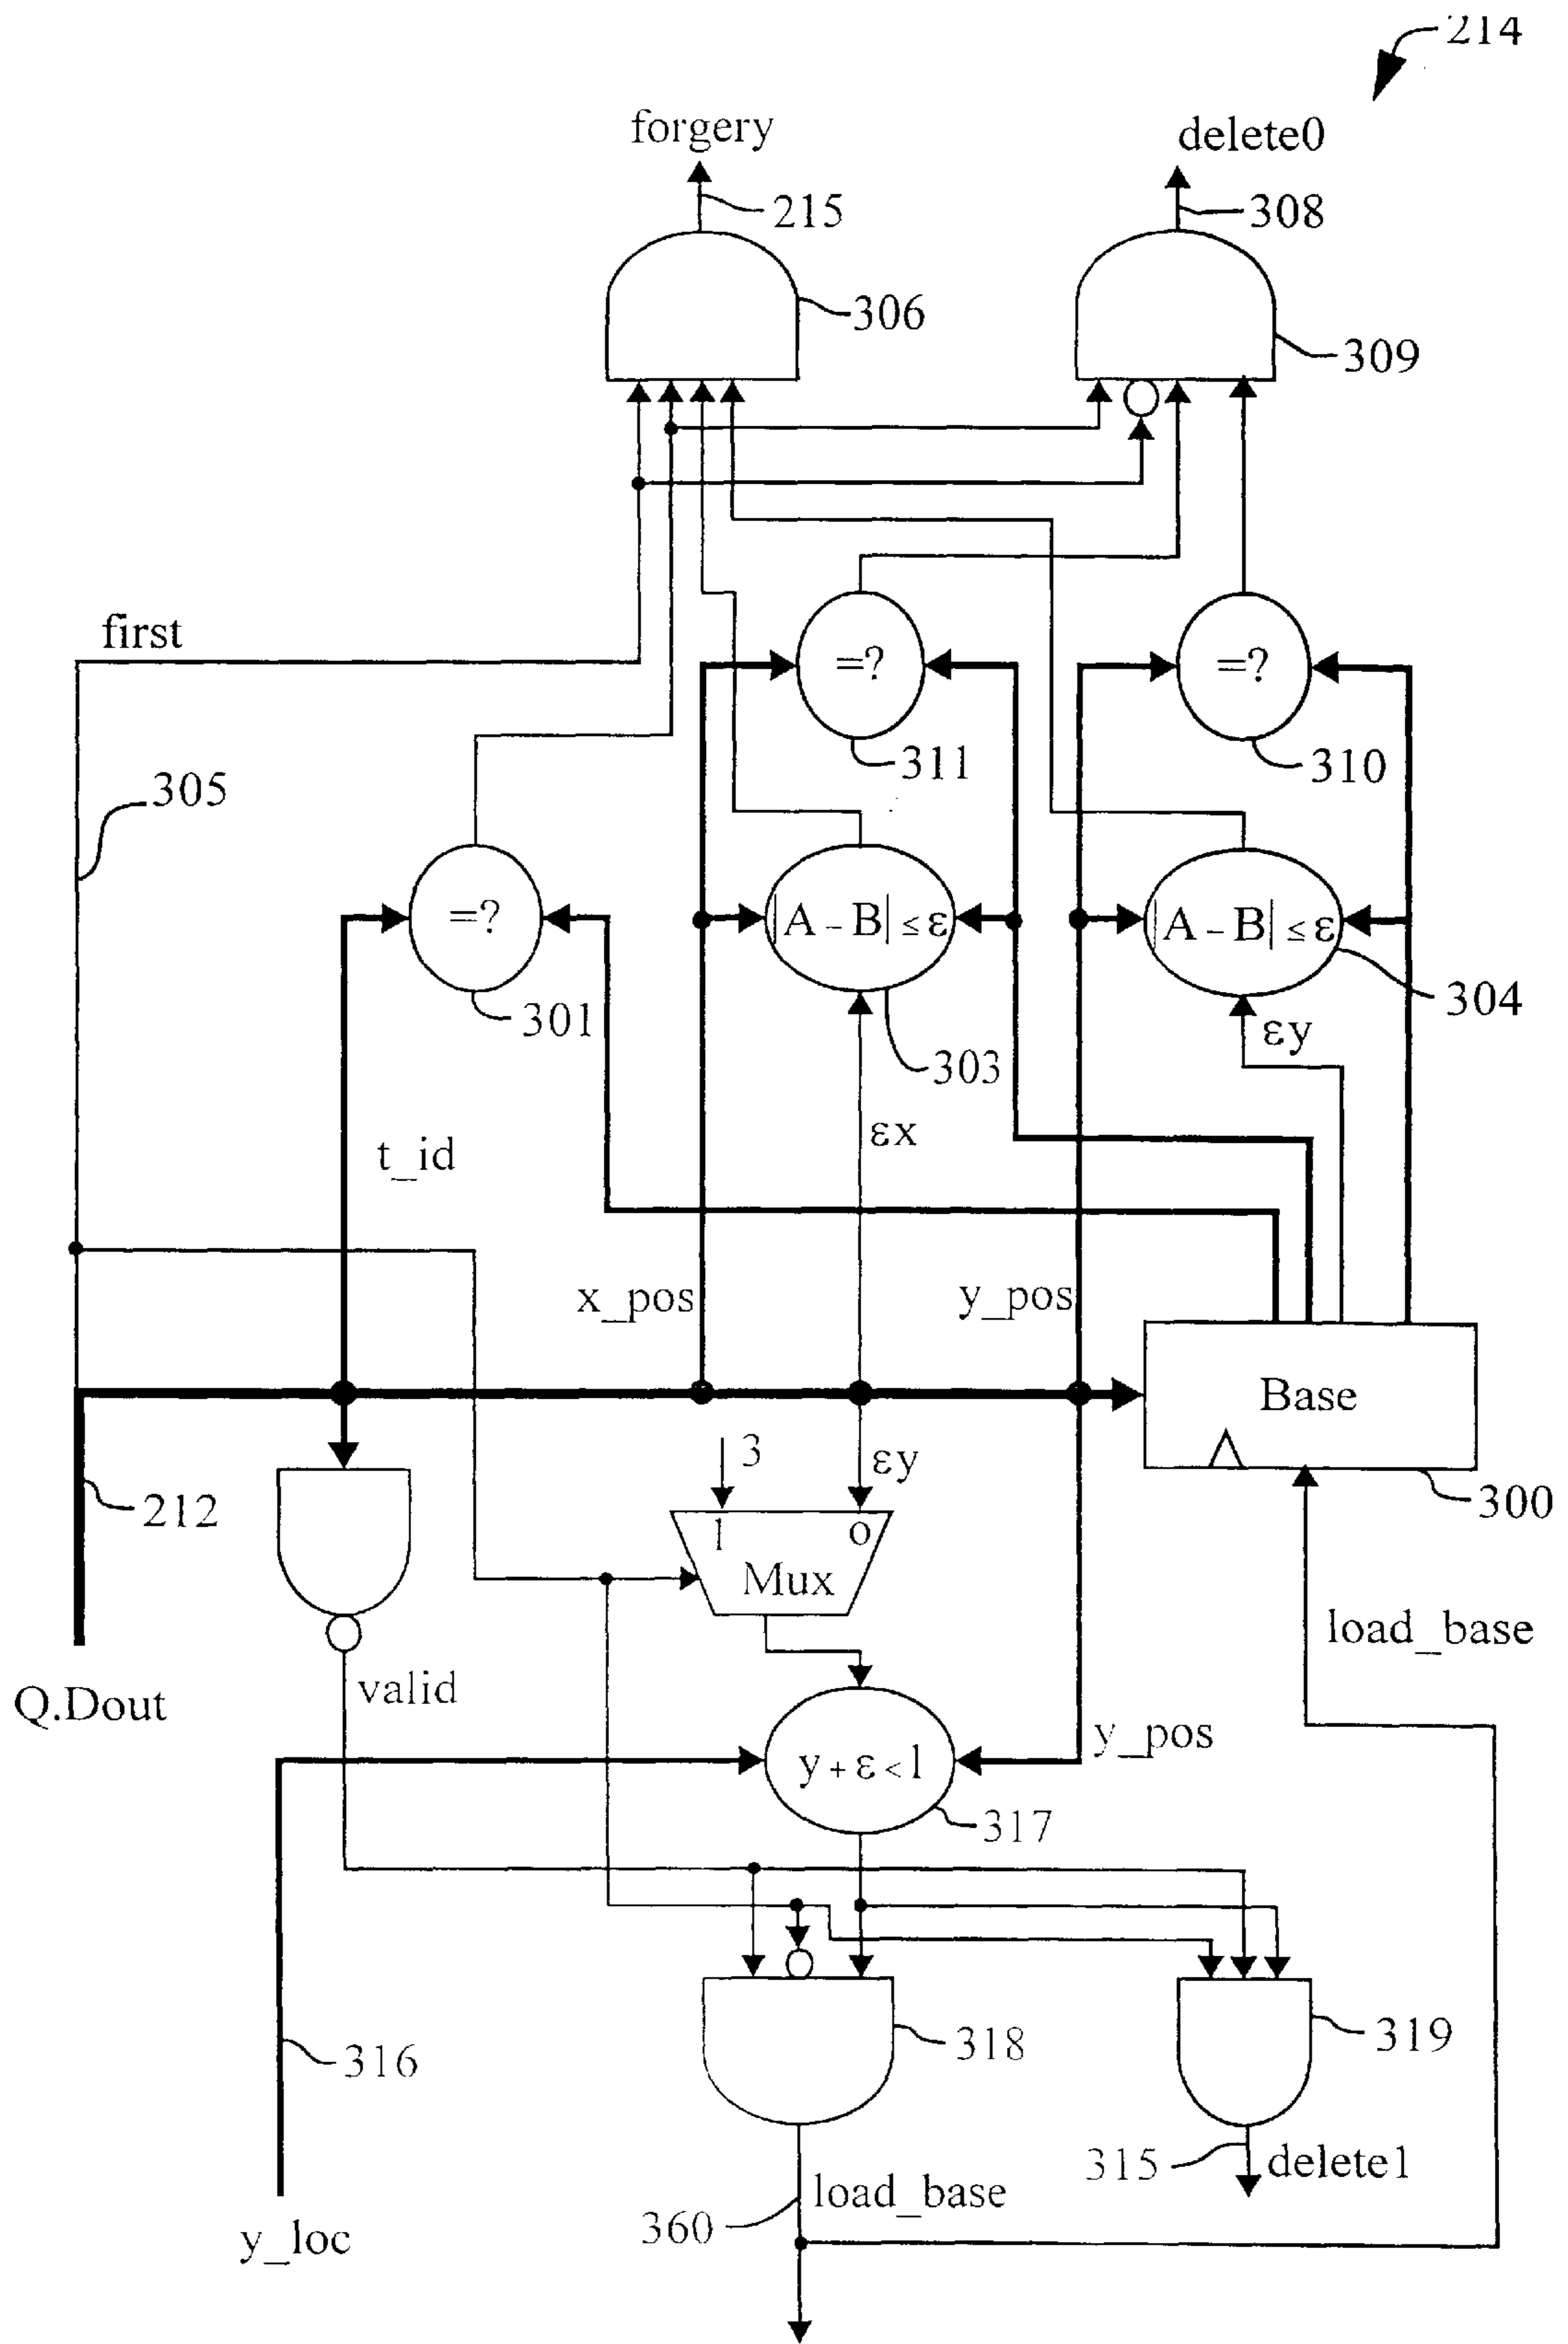 214
forgery
delete0
215
308
306
309
first
=?
=?
311
310
305
=?
|A - B| ≤ ε
|A - B| ≤ ε
301
304
303
εy
εx
t_id
x_pos
y_pos
Base
3
εy
212
300
1
0
Mux
load_base
Q.Dout
valid
y_pos
y + ε < l
317
318
319
316
315
delete1
load_base
360
y_loc